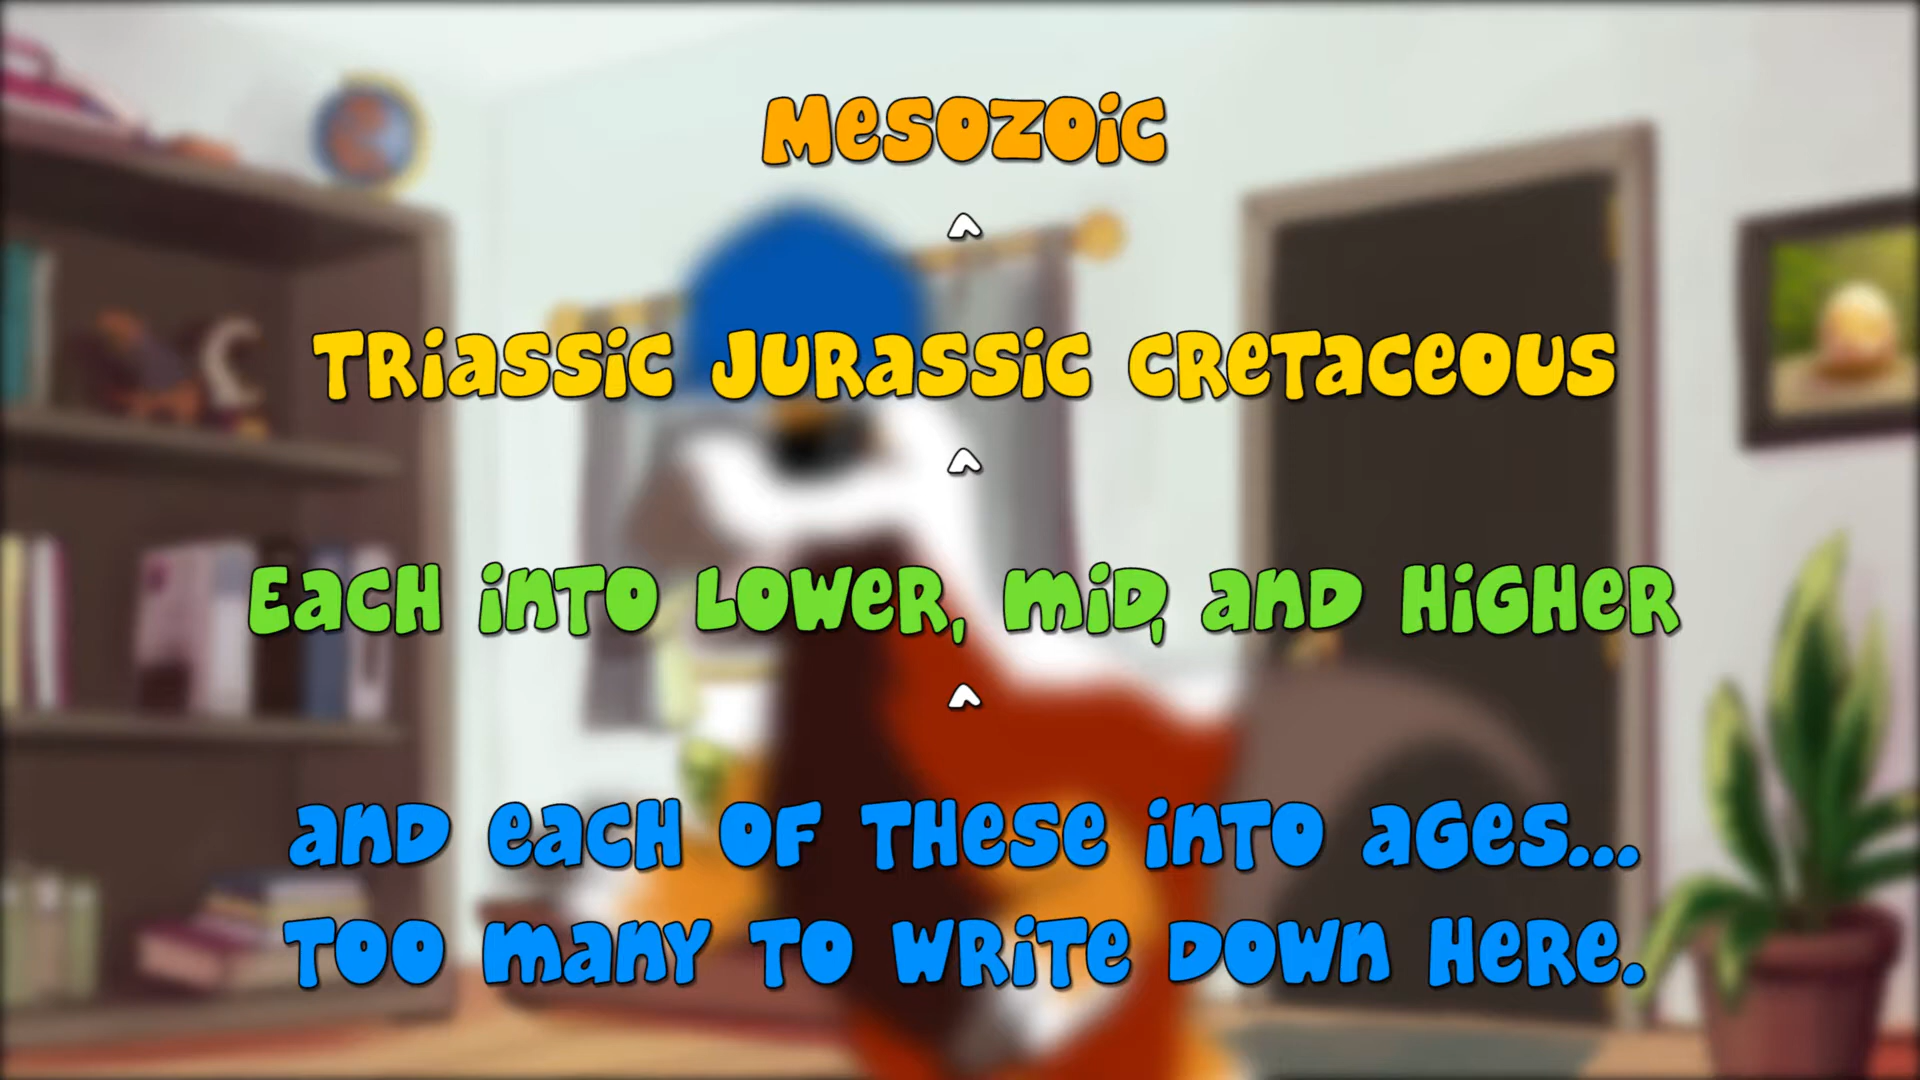 Mesozoic
^
Triassic Jurassic Cretaceous
^
Each into lower, mid, and higher
^
and each of these into ages...
Too many to write down here.